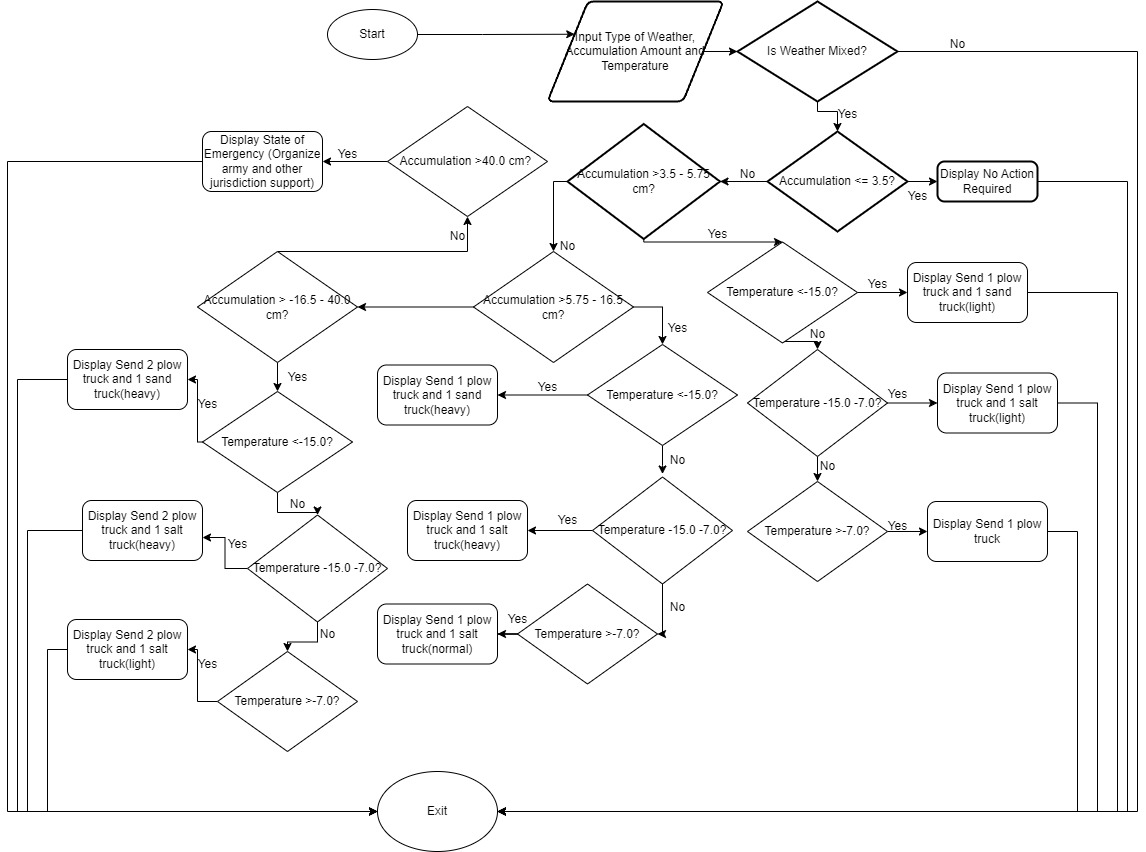 Start
Input Type of Weather,
Accumulation Amount and
Temperature
Is Weather Mixed?
No
Yes
Display State of
Emergency (Organize
army and other
jurisdiction support)
Yes
Accumulation >40.0 cm?
Accumulation >3.5 - 5.75
cm?
No
Accumulation <= 3.5?
Yes
Display No Action
Required
No
No
Yes
Accumulation > -16.5 - 40.0
cm?
Accumulation >5.75 - 16.5
cm?
Temperature <-15.0?
Yes
Display Send 1 plow
truck and 1 sand
truck(light)
Yes
No
Display Send 2 plow
truck and 1 sand
truck(heavy)
Yes
Yes
Temperature <-15.0?
Display Send 1 plow
truck and 1 sand
truck(heavy)
Yes
Temperature <-15.0?
Temperature -15.0 -7.0?
Yes
Display Send 1 plow
truck and 1 salt
truck(light)
No
No
No
Display Send 2 plow
truck and 1 salt
truck(heavy)
Yes
Temperature -15.0 -7.0?
Display Send 1 plow
truck and 1 salt
truck(heavy)
Yes
Temperature -15.0 -7.0?
Temperature >-7.0?
Yes
Display Send 1 plow
truck
No
No
Display Send 2 plow
truck and 1 salt
truck(light)
Yes
Temperature >-7.0?
Display Send 1 plow
truck and 1 salt
truck(normal)
Yes
Temperature >-7.0?
Exit